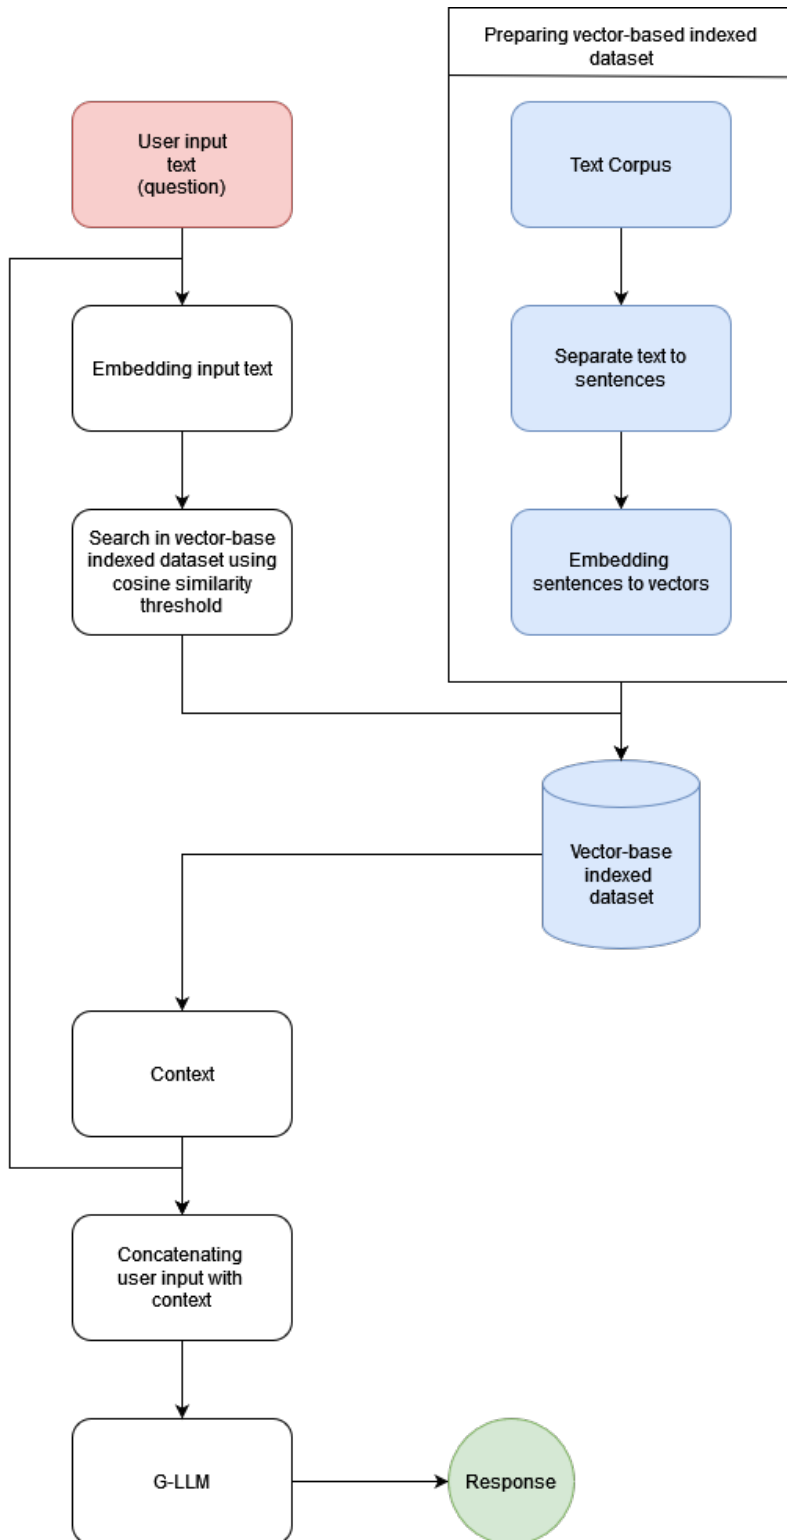 Preparing vector-based indexed
dataset
User input
text
(question)
Text Corpus
Embedding input text
Separate text to
sentences
Search in vector-base
indexed dataset using
cosine similarity
threshold
Embedding
sentences to vectors
Vector-base
indexed
dataset
Context
Concatenating
user input with
context
G-LLM
Response